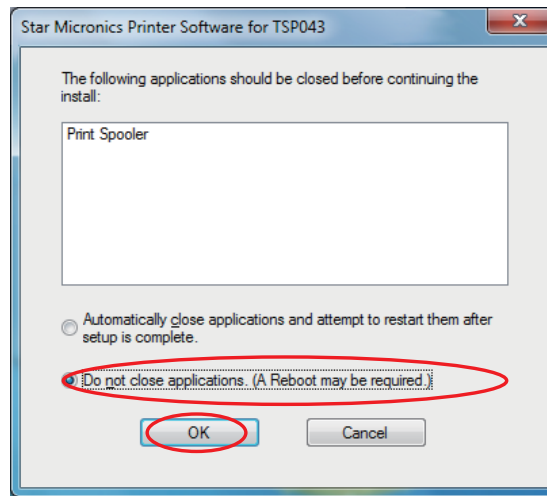 Star Micronics Printer Software for TSP043
The following applications should be closed before continuing the
install:
Print Spooler
Automatically close applications and attempt to restart them after
setup is complete.
Do not close applications. (A Reboot may be required.)
OK
Cancel